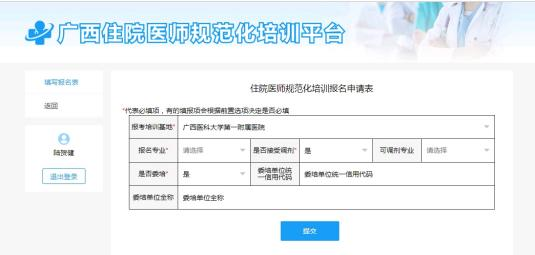 广西住院医师规范化培训平台
填写报名表
返回
陆贺健
退出登录
住院医师规范化培训报名申请表
*代表必填项，有的填报项会根据前置选项决定是否必填
报考培训基地* 广西医科大学第一附属医院
报名专业* 请选择 是否接受调剂* 是 可调剂专业 请选择
是否委培* 是 委培单位统一信用代码 委培单位统一信用代码
委培单位全称 委培单位全称
提交